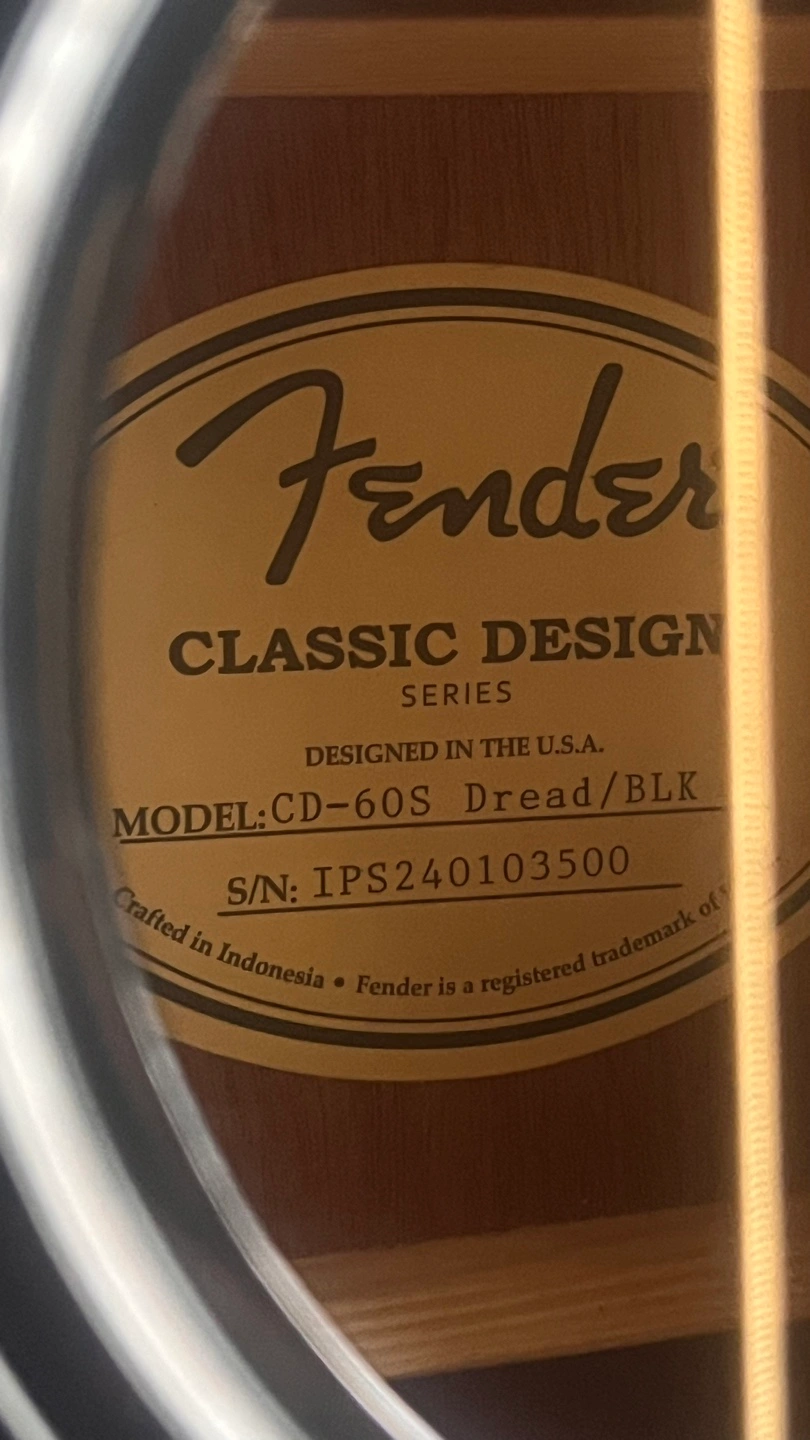 Fender
CLASSIC DESIGN
SERIES
DESIGNED IN THE U.S.A.
MODEL: CD-60S Dread/BLK
S/N: IPS240103500
Crafted in Indonesia • Fender is a registered trademark of